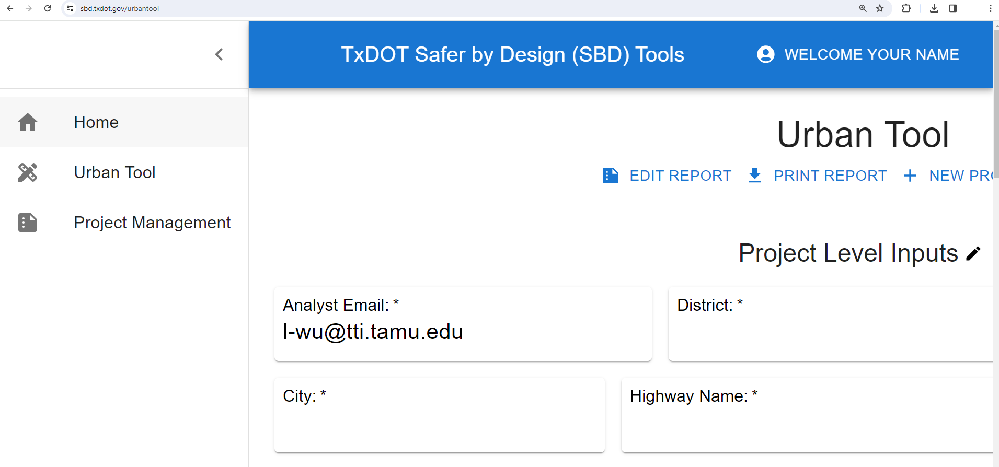 sbd.txdot.gov/urbantool
TxDOT Safer by Design (SBD) Tools
WELCOME YOUR NAME
Home
Urban Tool
Project Management
Urban Tool
EDIT REPORT
PRINT REPORT
NEW PRO
Project Level Inputs
Analyst Email: *
l-wu@tti.tamu.edu
District: *
City: *
Highway Name: *